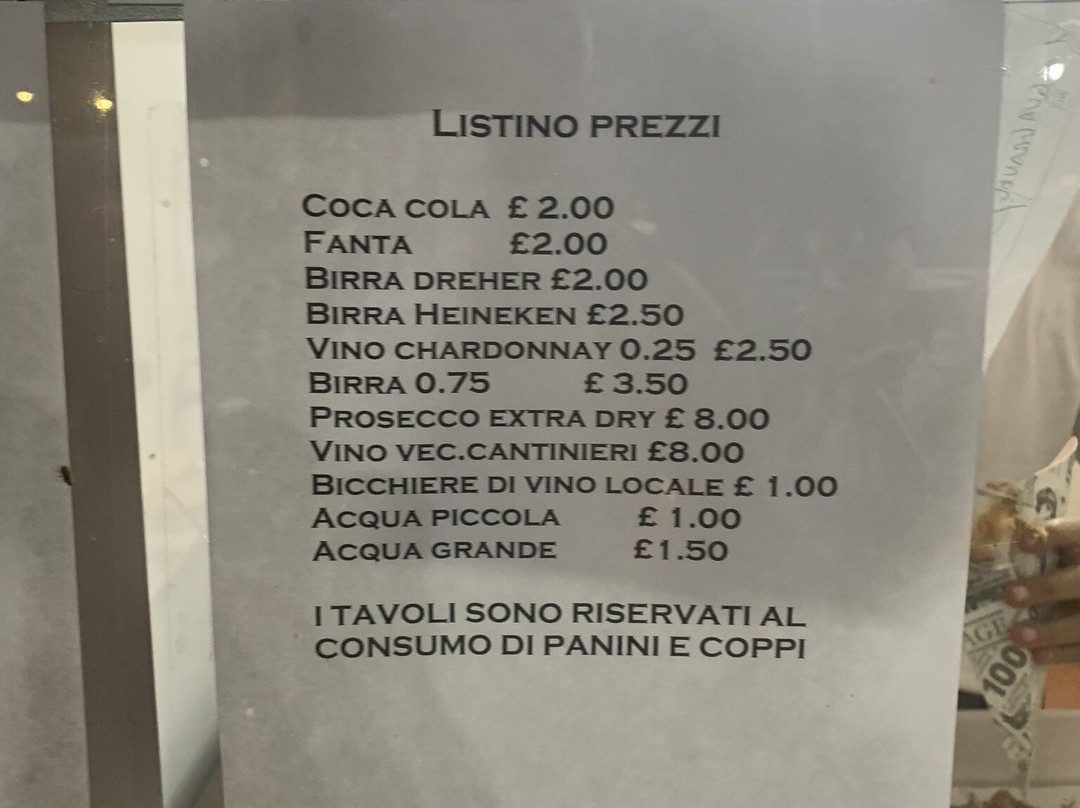 LISTINO PREZZI
COCA COLA £ 2.00
FANTA £2.00
BIRRA DREHER £2.00
BIRRA HEINEKEN £2.50
VINO CHARDONNAY 0.25 £2.50
BIRRA 0.75 £ 3.50
PROSECCO EXTRA DRY £ 8.00
VINO VEC.CANTINIERI £8.00
BICCHIERE DI VINO LOCALE £ 1.00
ACQUA PICCOLA £ 1.00
ACQUA GRANDE £1.50
I TAVOLI SONO RISERVATI AL
CONSUMO DI PANINI E COPPI
AGE
100